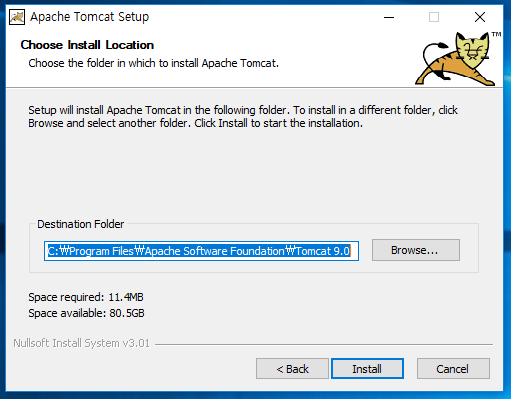 Apache Tomcat Setup
Choose Install Location
Choose the folder in which to install Apache Tomcat.
TM
Setup will install Apache Tomcat in the following folder. To install in a different folder, click
Browse and select another folder. Click Install to start the installation.
Destination Folder
C:₩Program Files₩Apache Software Foundation₩Tomcat 9.0
Browse...
Space required: 11.4MB
Space available: 80.5GB
Nullsoft Install System v3.01
< Back
Install
Cancel